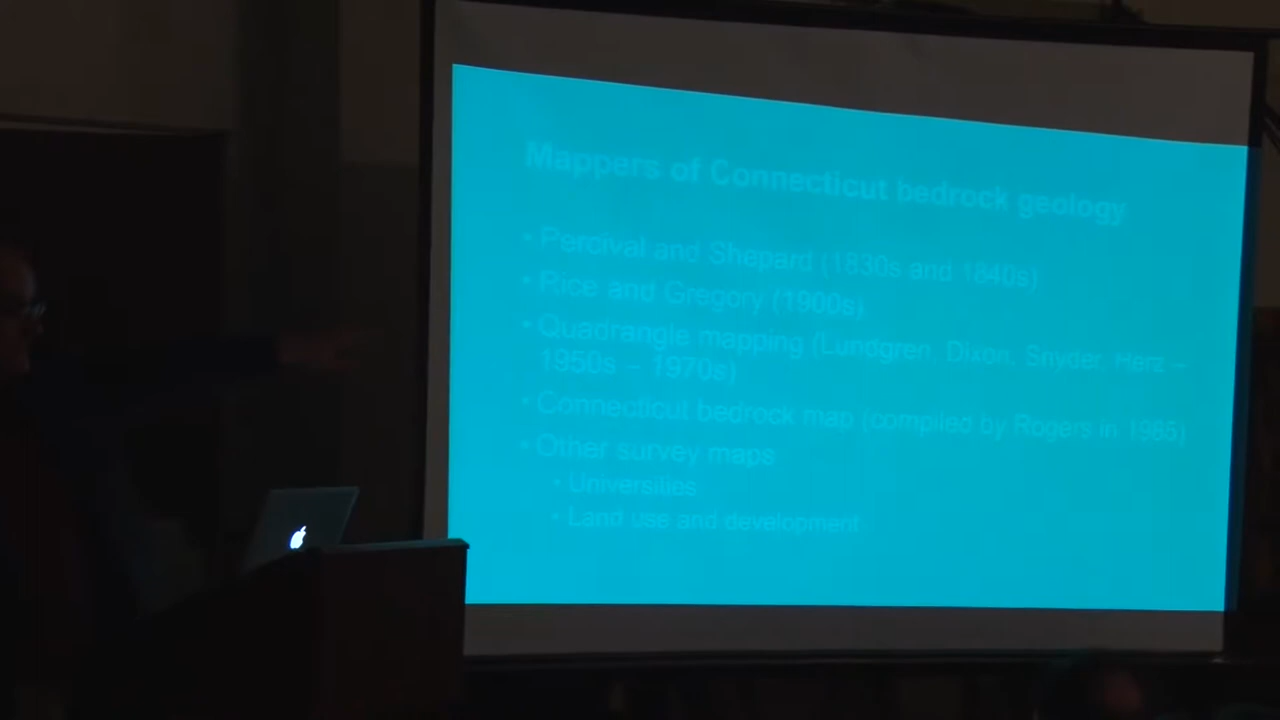 Mappers of Connecticut bedrock geology
• Percival and Shepard (1830s and 1840s)
• Rice and Gregory (1900s)
• Quadrangle mapping (Lundgren, Dixon, Snyder, Herz –
1950s – 1970s)
• Connecticut bedrock map (compiled by Rogers in 1985)
• Other survey maps
• Universities
• Land use and development